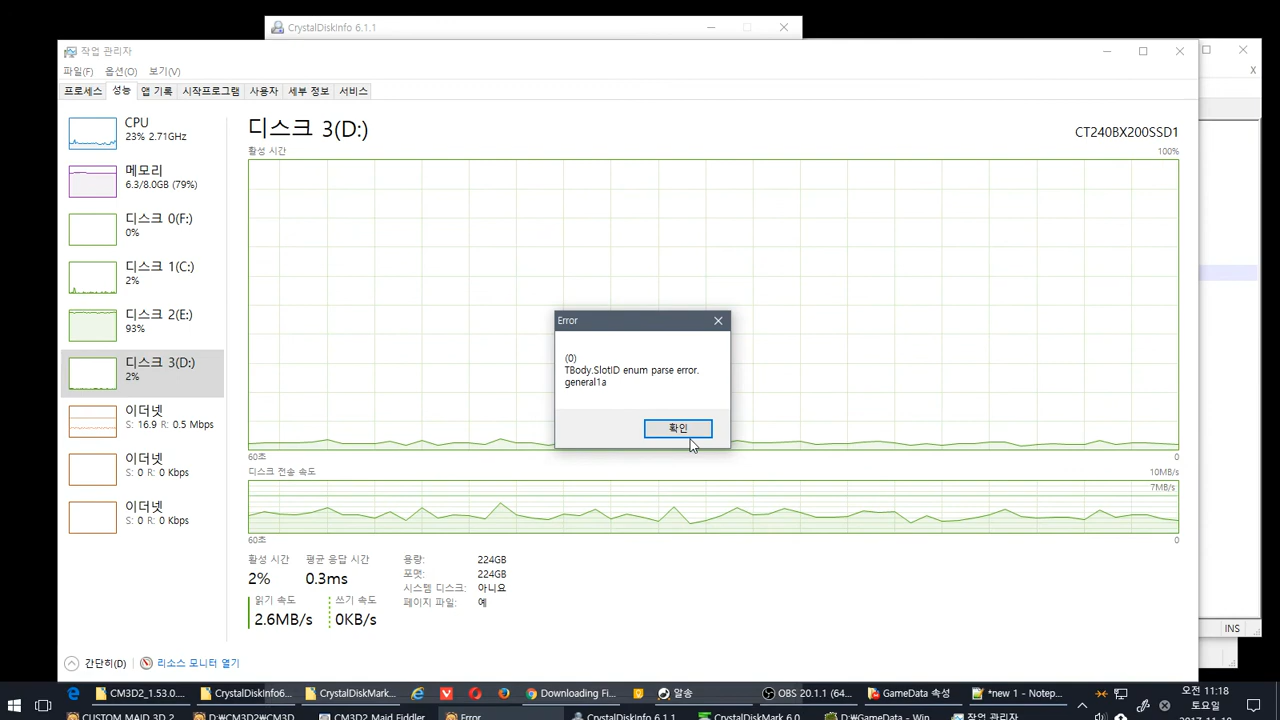 CrystalDiskInfo 6.1.1
작업 관리자
파일(F) 옵션(O) 보기(V)
X
프로세스 성능 앱 기록 시작프로그램 사용자 세부 정보 서비스
CPU
23% 2.71GHz
메모리
6.3/8.0GB (79%)
디스크 0(F:)
0%
디스크 1(C:)
2%
디스크 2(E:)
93%
디스크 3(D:)
2%
이더넷
S: 16.9 R: 0.5 Mbps
이더넷
S: 0 R: 0 Kbps
이더넷
S: 0 R: 0 Kbps
디스크 3(D:)
CT240BX200SSD1
활성 시간
100%
Error
(0)
TBody.SlotID enum parse error.
general1a
확인
60초
0
디스크 전송 속도
10MB/s
7MB/s
60초
0
활성 시간
2%
평균 응답 시간
0.3ms
읽기 속도
2.6MB/s
쓰기 속도
0KB/s
용량: 224GB
포맷: 224GB
시스템 디스크: 아니요
페이지 파일: 예
INS
간단히(D) 리소스 모니터 열기
CM3D2_1.53.0... CrystalDiskInfo6... CrystalDiskMark... Downloading Fi... 알송 OBS 20.1.1 (64... GameData 속성 *new 1 - Notep...
오전 11:18
토요일
CUSTOM MAID 3D 2 D:₩CM3D2₩CM3D CM3D2 Maid Fiddler Error CrystalDiskInfo 6.1.1 CrystalDiskMark 6.0 D:₩GameData - Win 작업 관리자